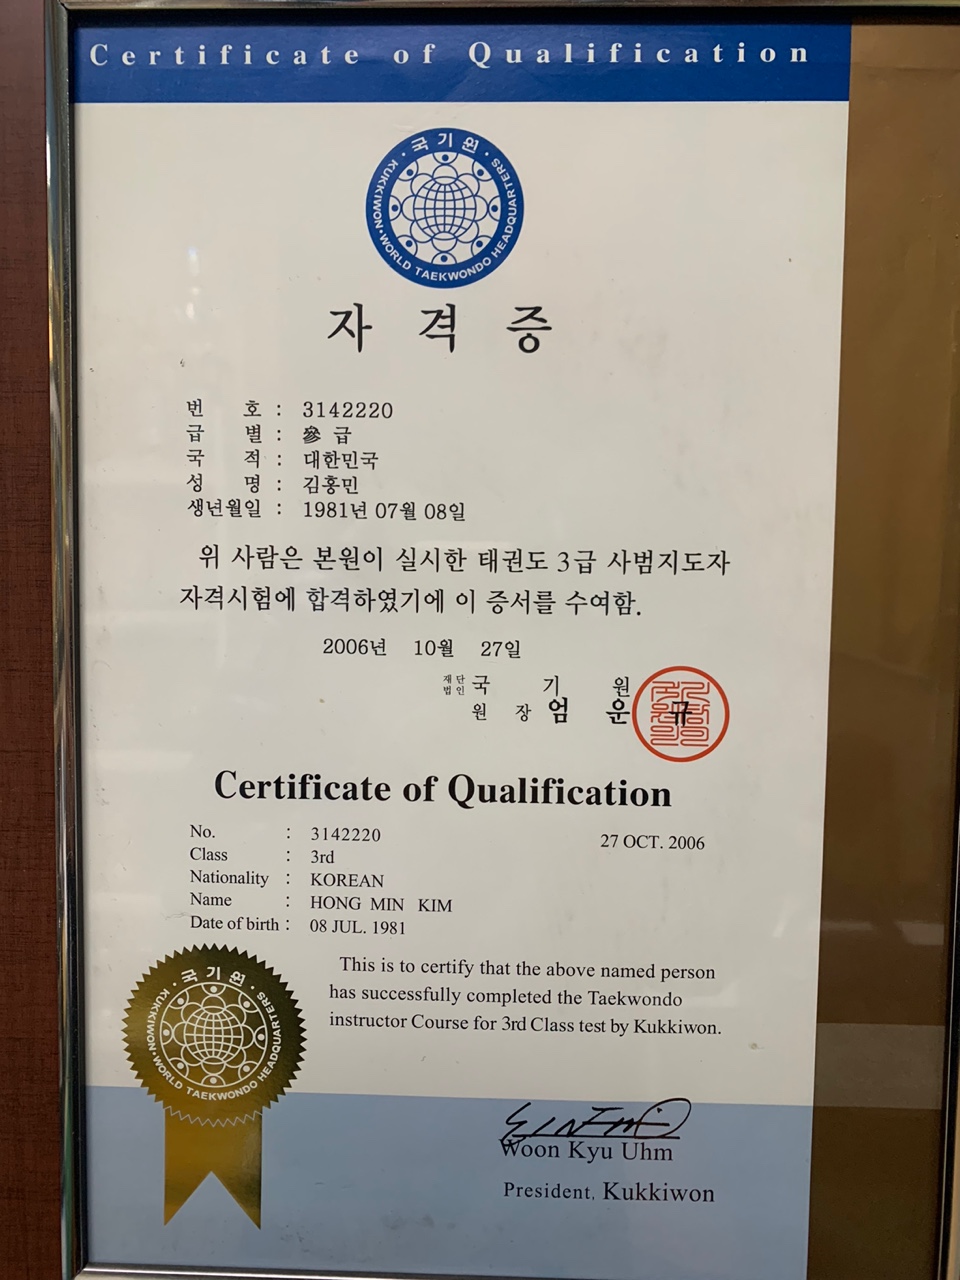 Certificate of Qualification
· 국 기 원 ·
KUKKIWON · WORLD TAEKWONDO HEADQUARTERS
자 격 증
번 호 : 3142220
급 별 : 參 급
국 적 : 대한민국
성 명 : 김홍민
생년월일 : 1981년 07월 08일
위 사람은 본원이 실시한 태권도 3급 사범지도자
자격시험에 합격하였기에 이 증서를 수여함.
2006년 10월 27일
재단법인 국 기 원
원 장 엄 운 규
Certificate of Qualification
No. : 3142220 27 OCT. 2006
Class : 3rd
Nationality : KOREAN
Name : HONG MIN KIM
Date of birth : 08 JUL. 1981
This is to certify that the above named person
has successfully completed the Taekwondo
instructor Course for 3rd Class test by Kukkiwon.
· 국 기 원 ·
KUKKIWON · WORLD TAEKWONDO HEADQUARTERS
Woon Kyu Uhm
President, Kukkiwon